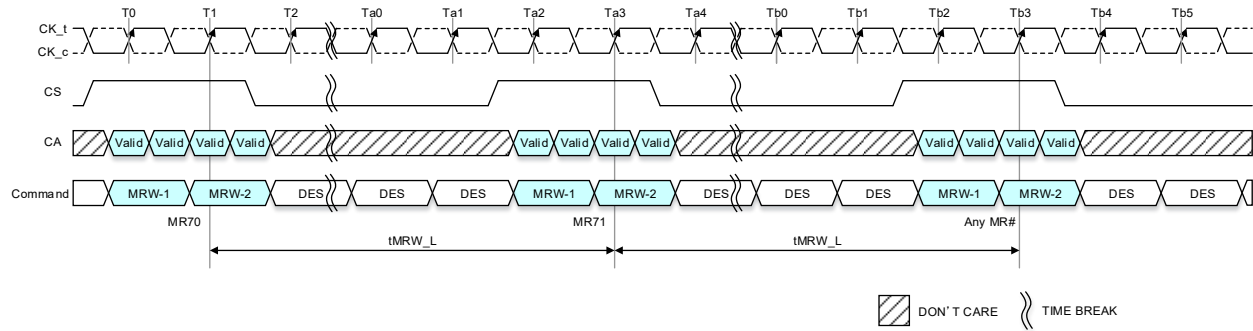 T0 T1 T2 Ta0 Ta1 Ta2 Ta3 Ta4 Tb0 Tb1 Tb2 Tb3 Tb4 Tb5
CK_t
CK_c
CS
CA Valid Valid Valid Valid Valid Valid Valid Valid Valid Valid Valid Valid
Command MRW-1 MRW-2 DES DES DES MRW-1 MRW-2 DES DES DES MRW-1 MRW-2 DES DES
MR70 MR71 Any MR#
tMRW_L tMRW_L
DON'T CARE TIME BREAK